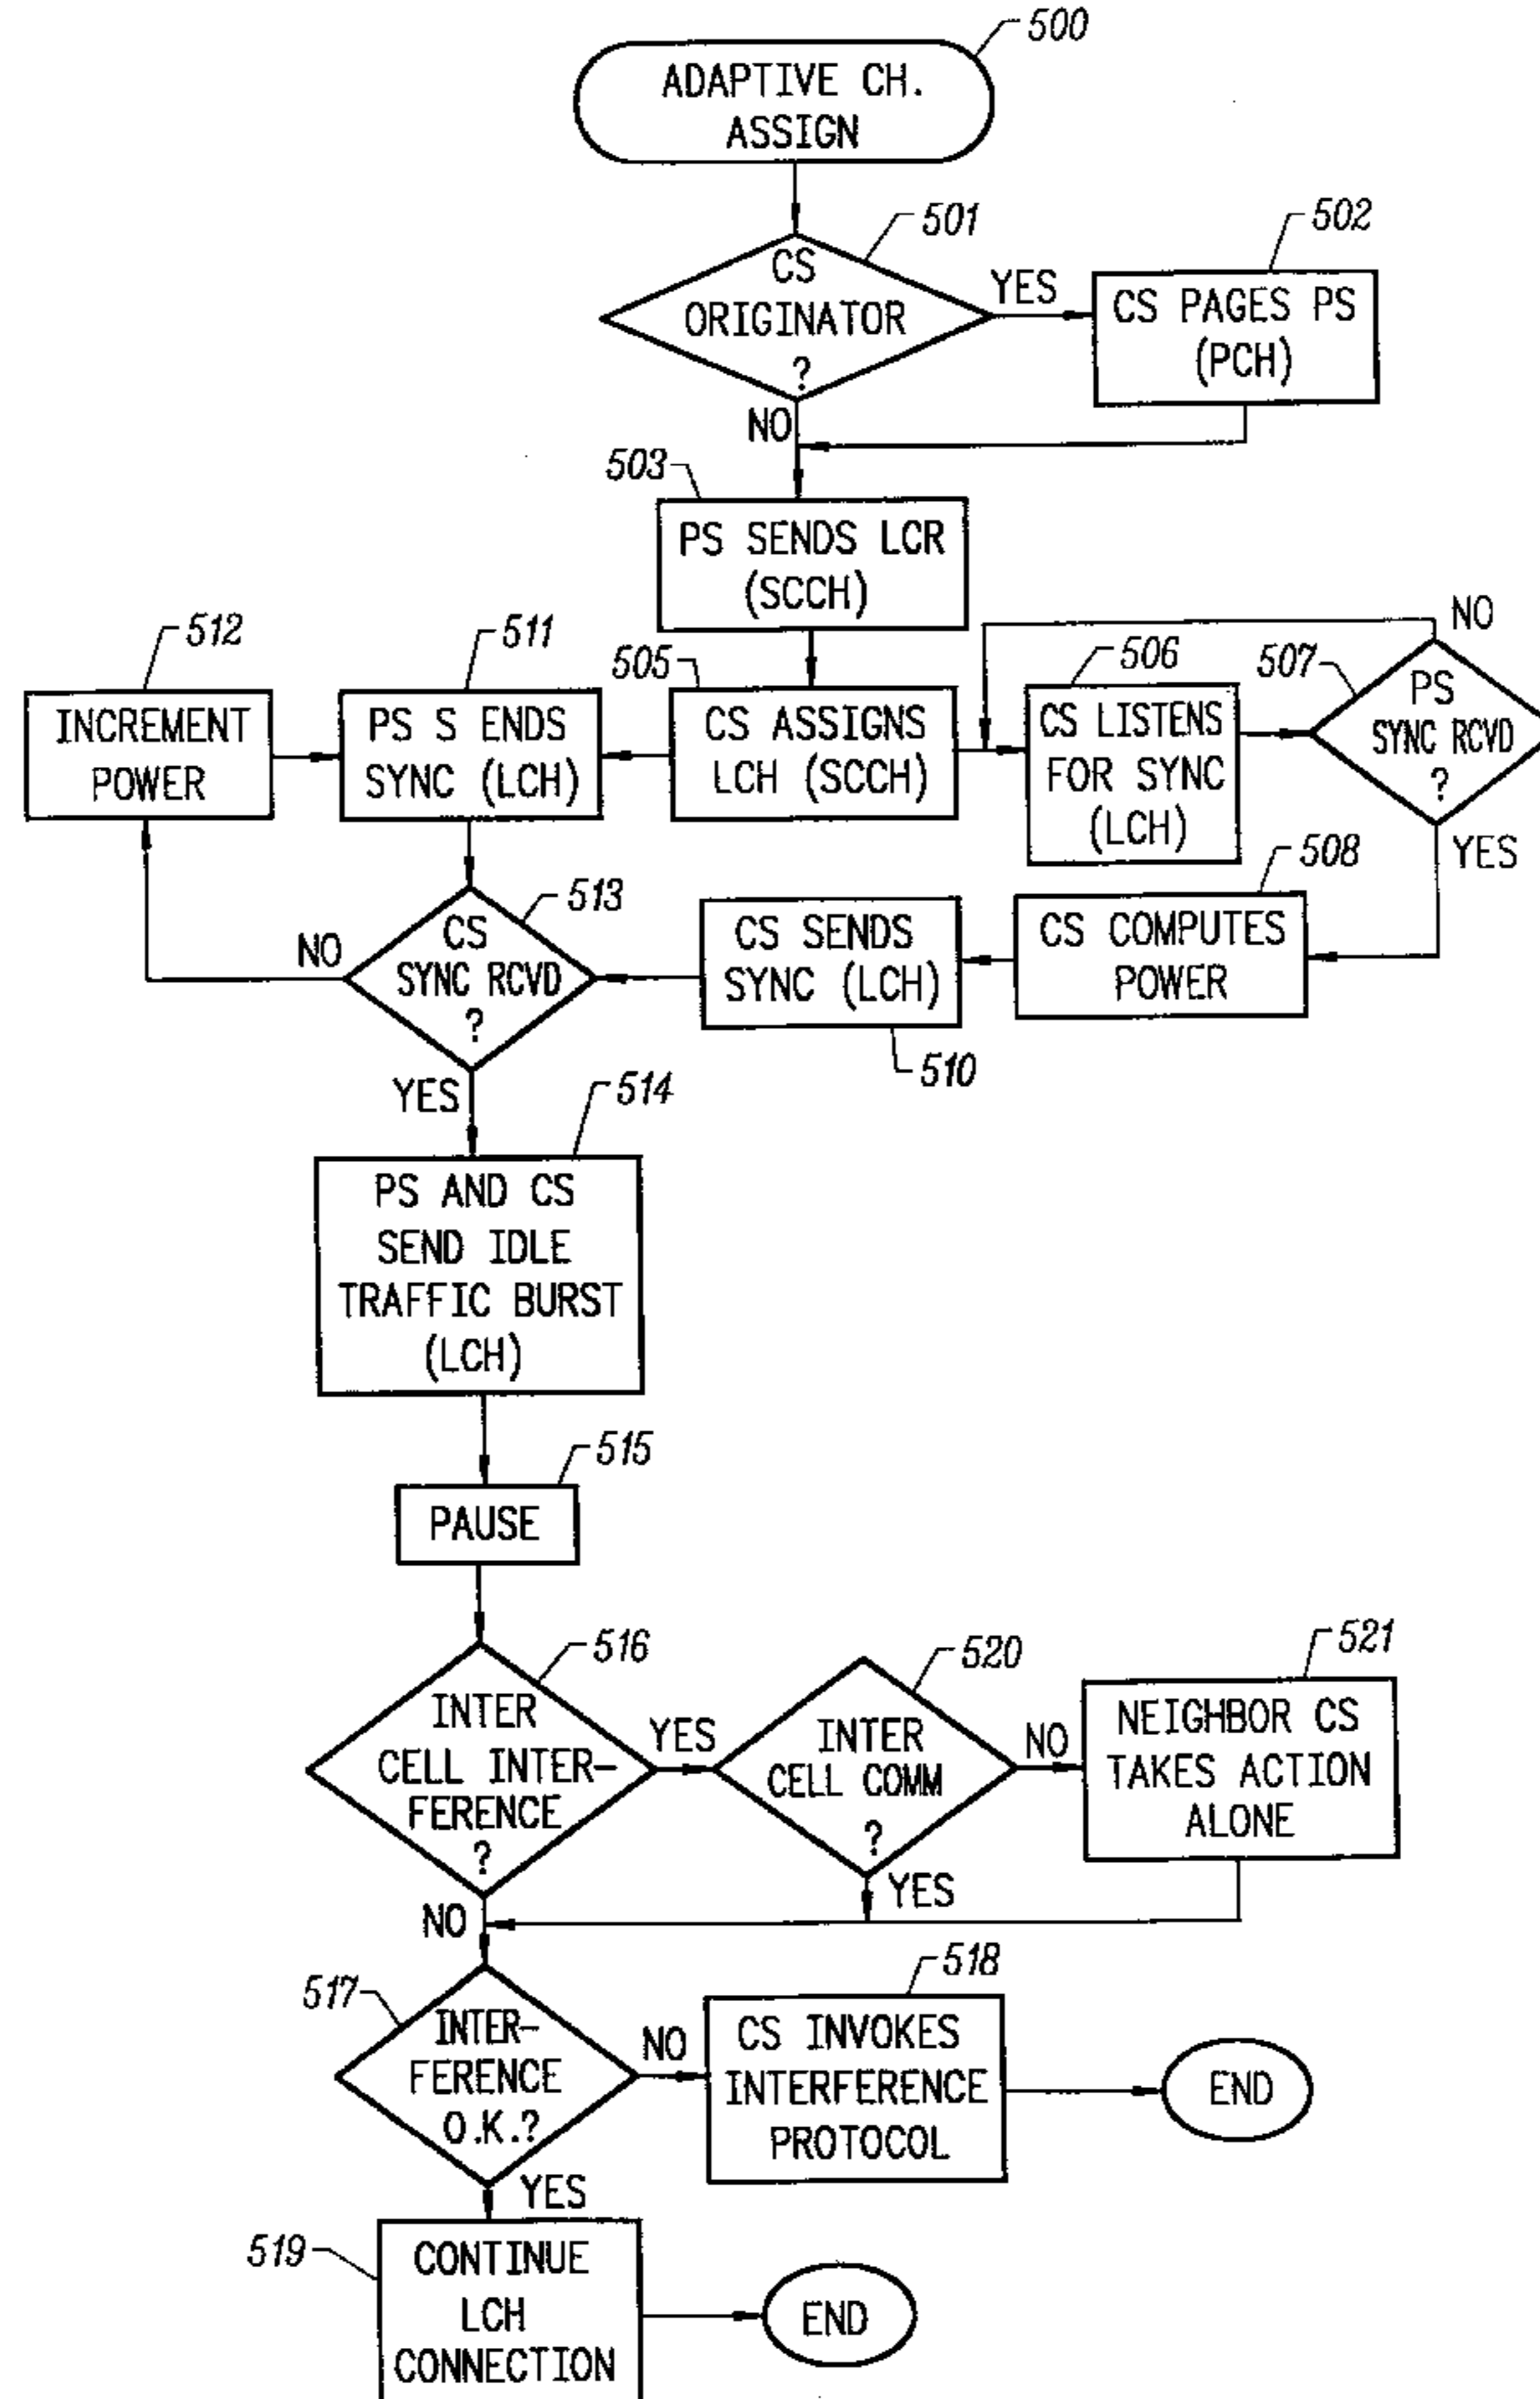 500
ADAPTIVE CH.
ASSIGN
501
CS
ORIGINATOR
?
YES
502
CS PAGES PS
(PCH)
NO
503
PS SENDS LCR
(SCCH)
512
INCREMENT
POWER
511
PS S ENDS
SYNC (LCH)
505
CS ASSIGNS
LCH (SCCH)
506
CS LISTENS
FOR SYNC
(LCH)
NO
507
PS
SYNC RCVD
?
YES
508
CS COMPUTES
POWER
CS SENDS
SYNC (LCH)
510
513
CS
SYNC RCVD
?
NO
YES
514
PS AND CS
SEND IDLE
TRAFFIC BURST
(LCH)
515
PAUSE
516
INTER
CELL INTER-
FERENCE
?
YES
520
INTER
CELL COMM
?
NO
521
NEIGHBOR CS
TAKES ACTION
ALONE
YES
NO
517
INTER-
FERENCE
O.K.?
NO
518
CS INVOKES
INTERFERENCE
PROTOCOL
END
YES
519
CONTINUE
LCH
CONNECTION
END